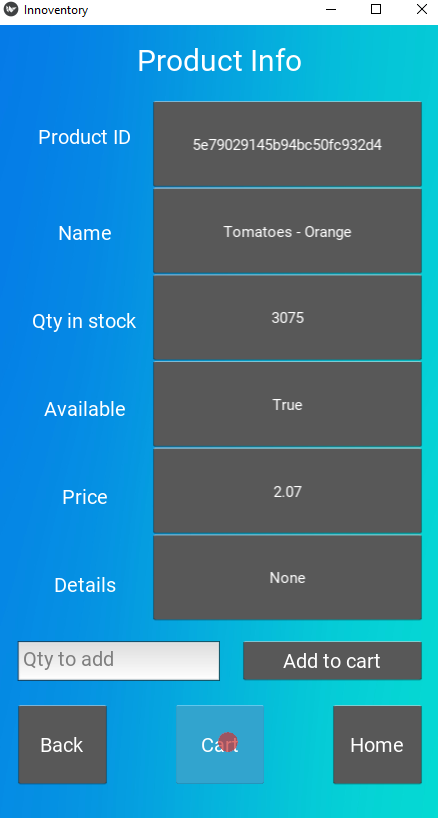 Innoventory
Product Info
Product ID
5e79029145b94bc50fc932d4
Name
Tomatoes - Orange
Qty in stock
3075
Available
True
Price
2.07
Details
None
Qty to add
Add to cart
Back
Cart
Home